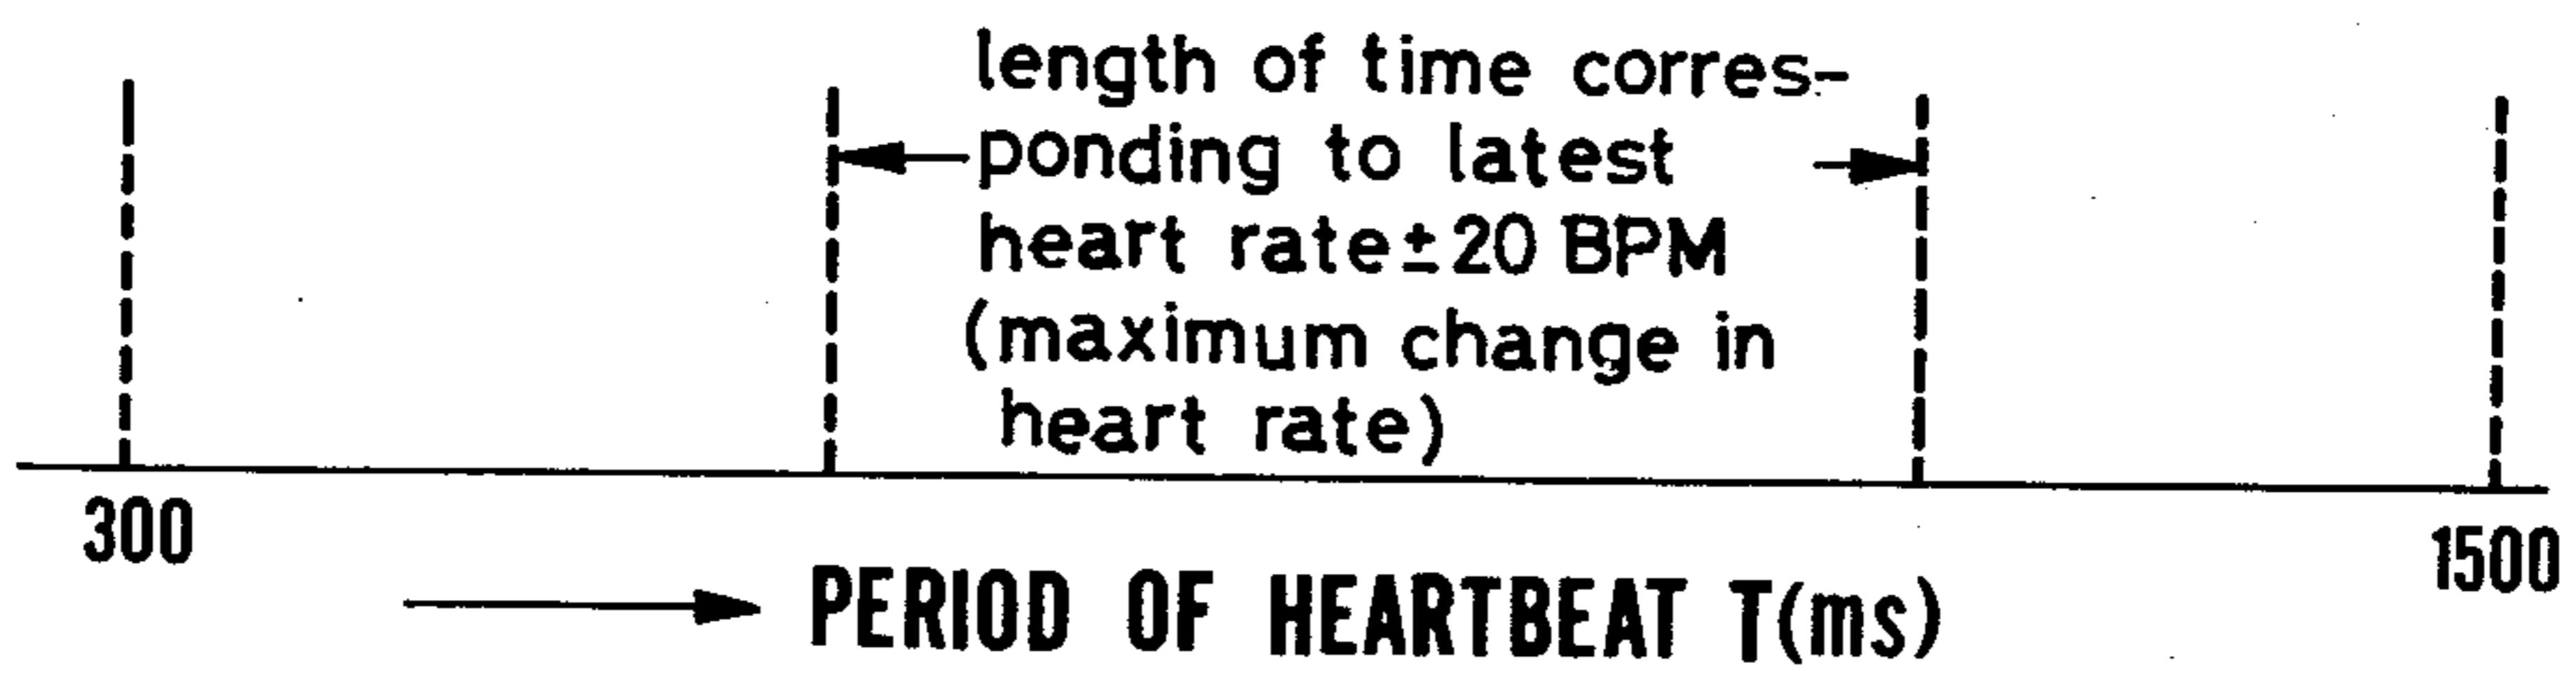 length of time corres-
ponding to latest
heart rate±20 BPM
(maximum change in
heart rate)
300
1500
PERIOD OF HEARTBEAT T(ms)